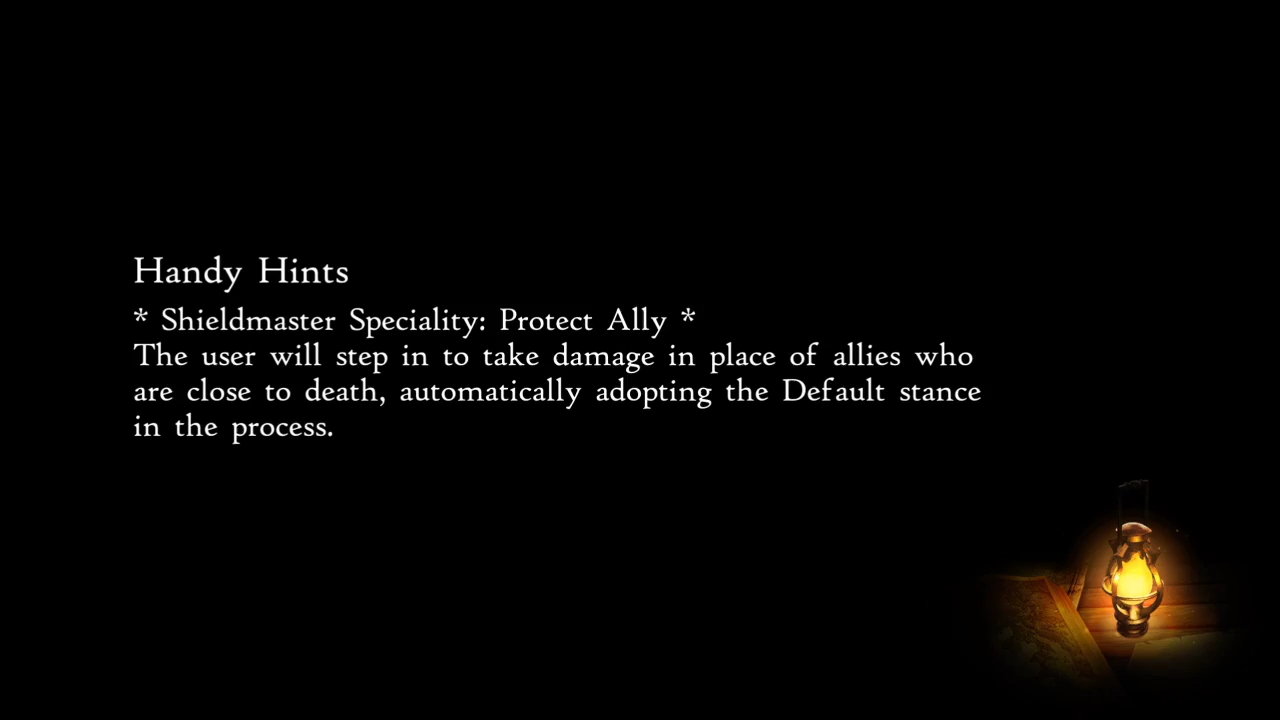 Handy Hints
* Shieldmaster Speciality: Protect Ally *
The user will step in to take damage in place of allies who
are close to death, automatically adopting the Default stance
in the process.